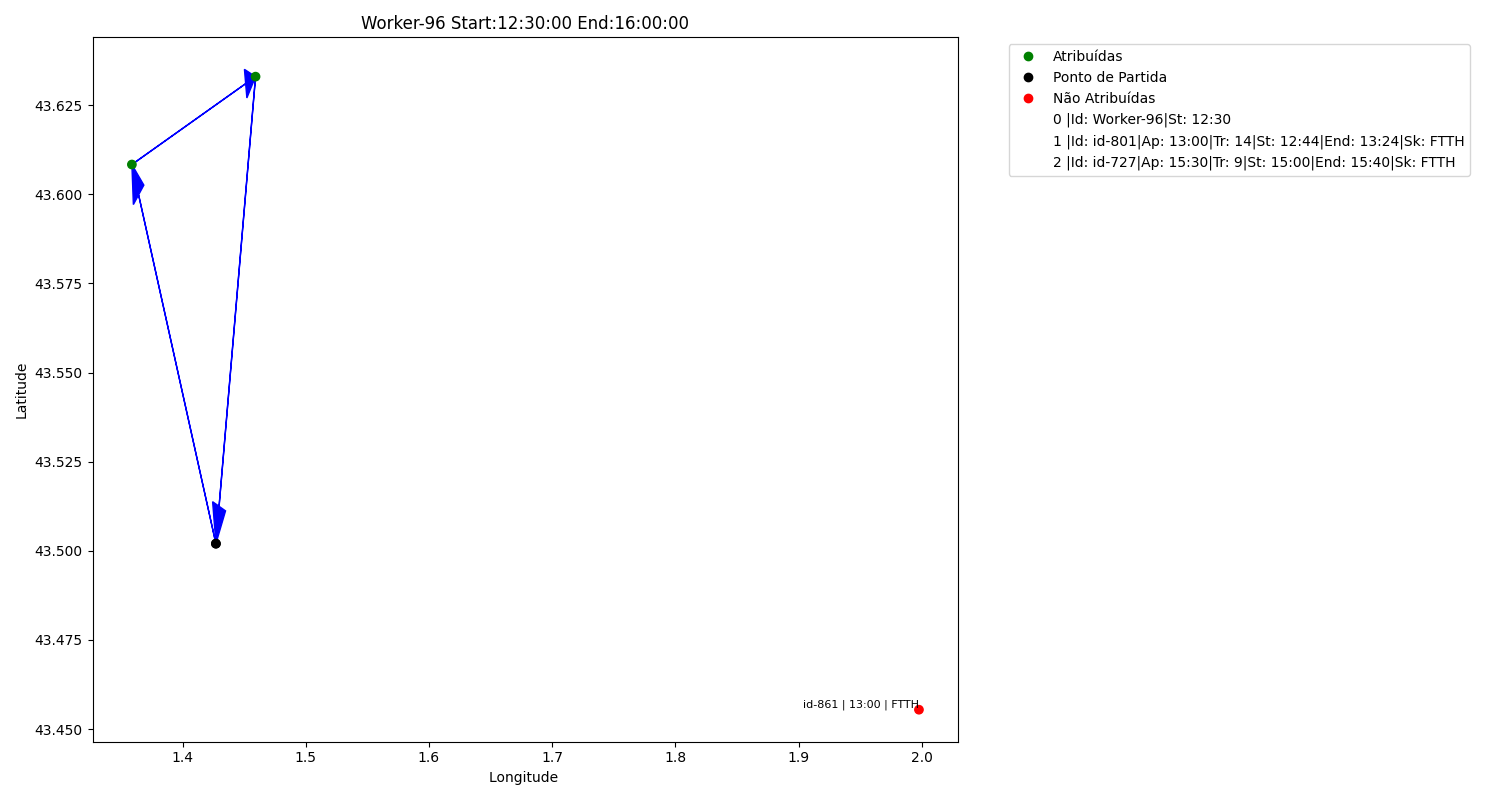 Worker-96 Start:12:30:00 End:16:00:00
Atribuídas
Ponto de Partida
Não Atribuídas
0 |Id: Worker-96|St: 12:30
1 |Id: id-801|Ap: 13:00|Tr: 14|St: 12:44|End: 13:24|Sk: FTTH
2 |Id: id-727|Ap: 15:30|Tr: 9|St: 15:00|End: 15:40|Sk: FTTH
Latitude
43.625
43.600
43.575
43.550
43.525
43.500
43.475
43.450
id-861 | 13:00 | FTTH
1.4 1.5 1.6 1.7 1.8 1.9 2.0
Longitude